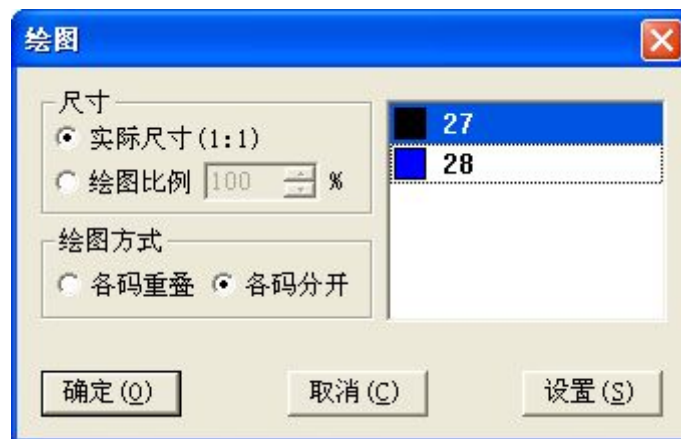 绘图
尺寸
实际尺寸(1:1)
绘图比例 100 %
绘图方式
各码重叠 各码分开
27
28
确定(O) 取消(C) 设置(S)